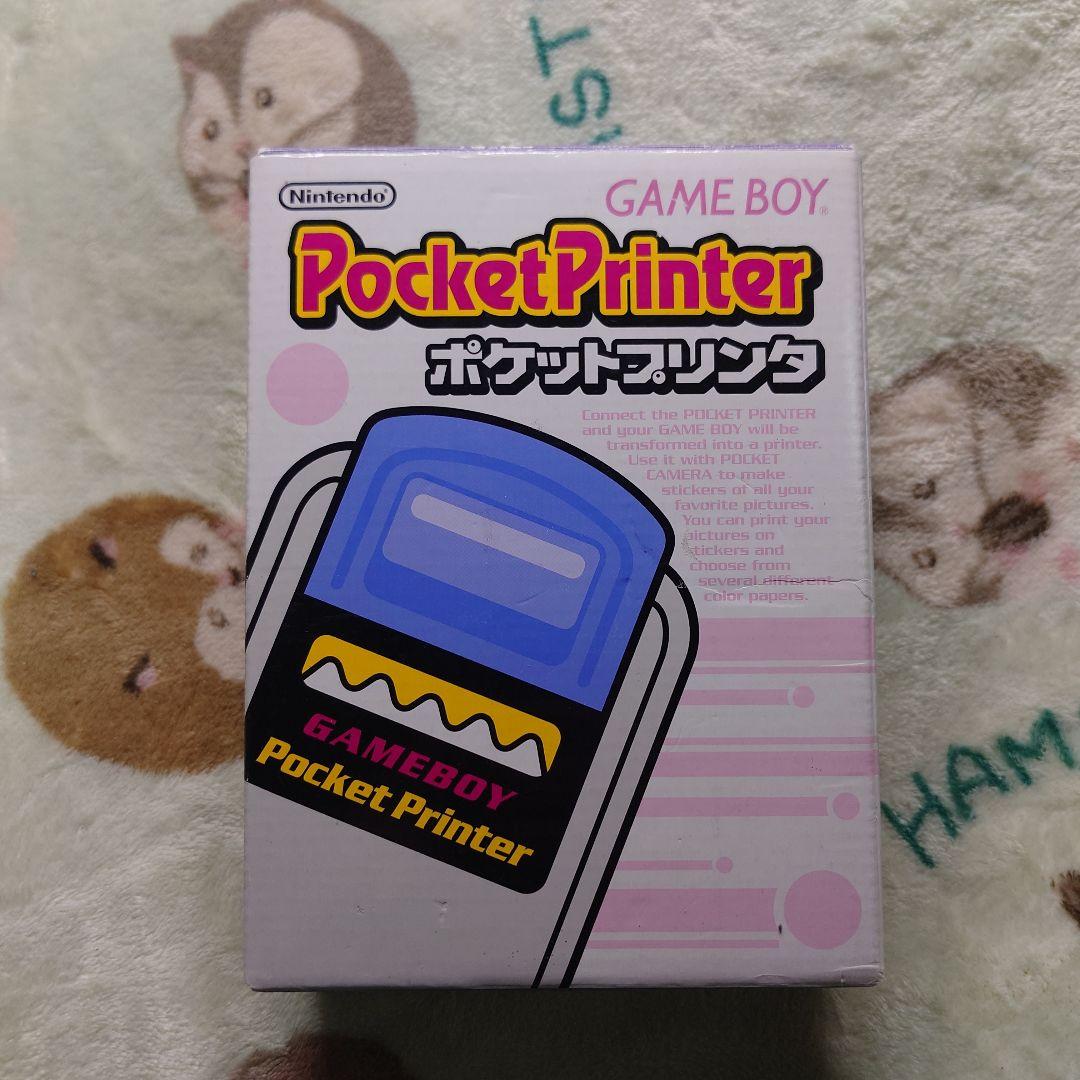 ST
Nintendo®
GAME BOY®
PocketPrinter
ポケットプリンタ
Connect the POCKET PRINTER
and your GAME BOY will be
transformed into a printer.
Use it with POCKET
CAMERA to make
stickers of all your
favorite pictures.
You can print your
pictures on
stickers and
choose from
several different
color papers.
GAMEBOY
Pocket Printer
HAM